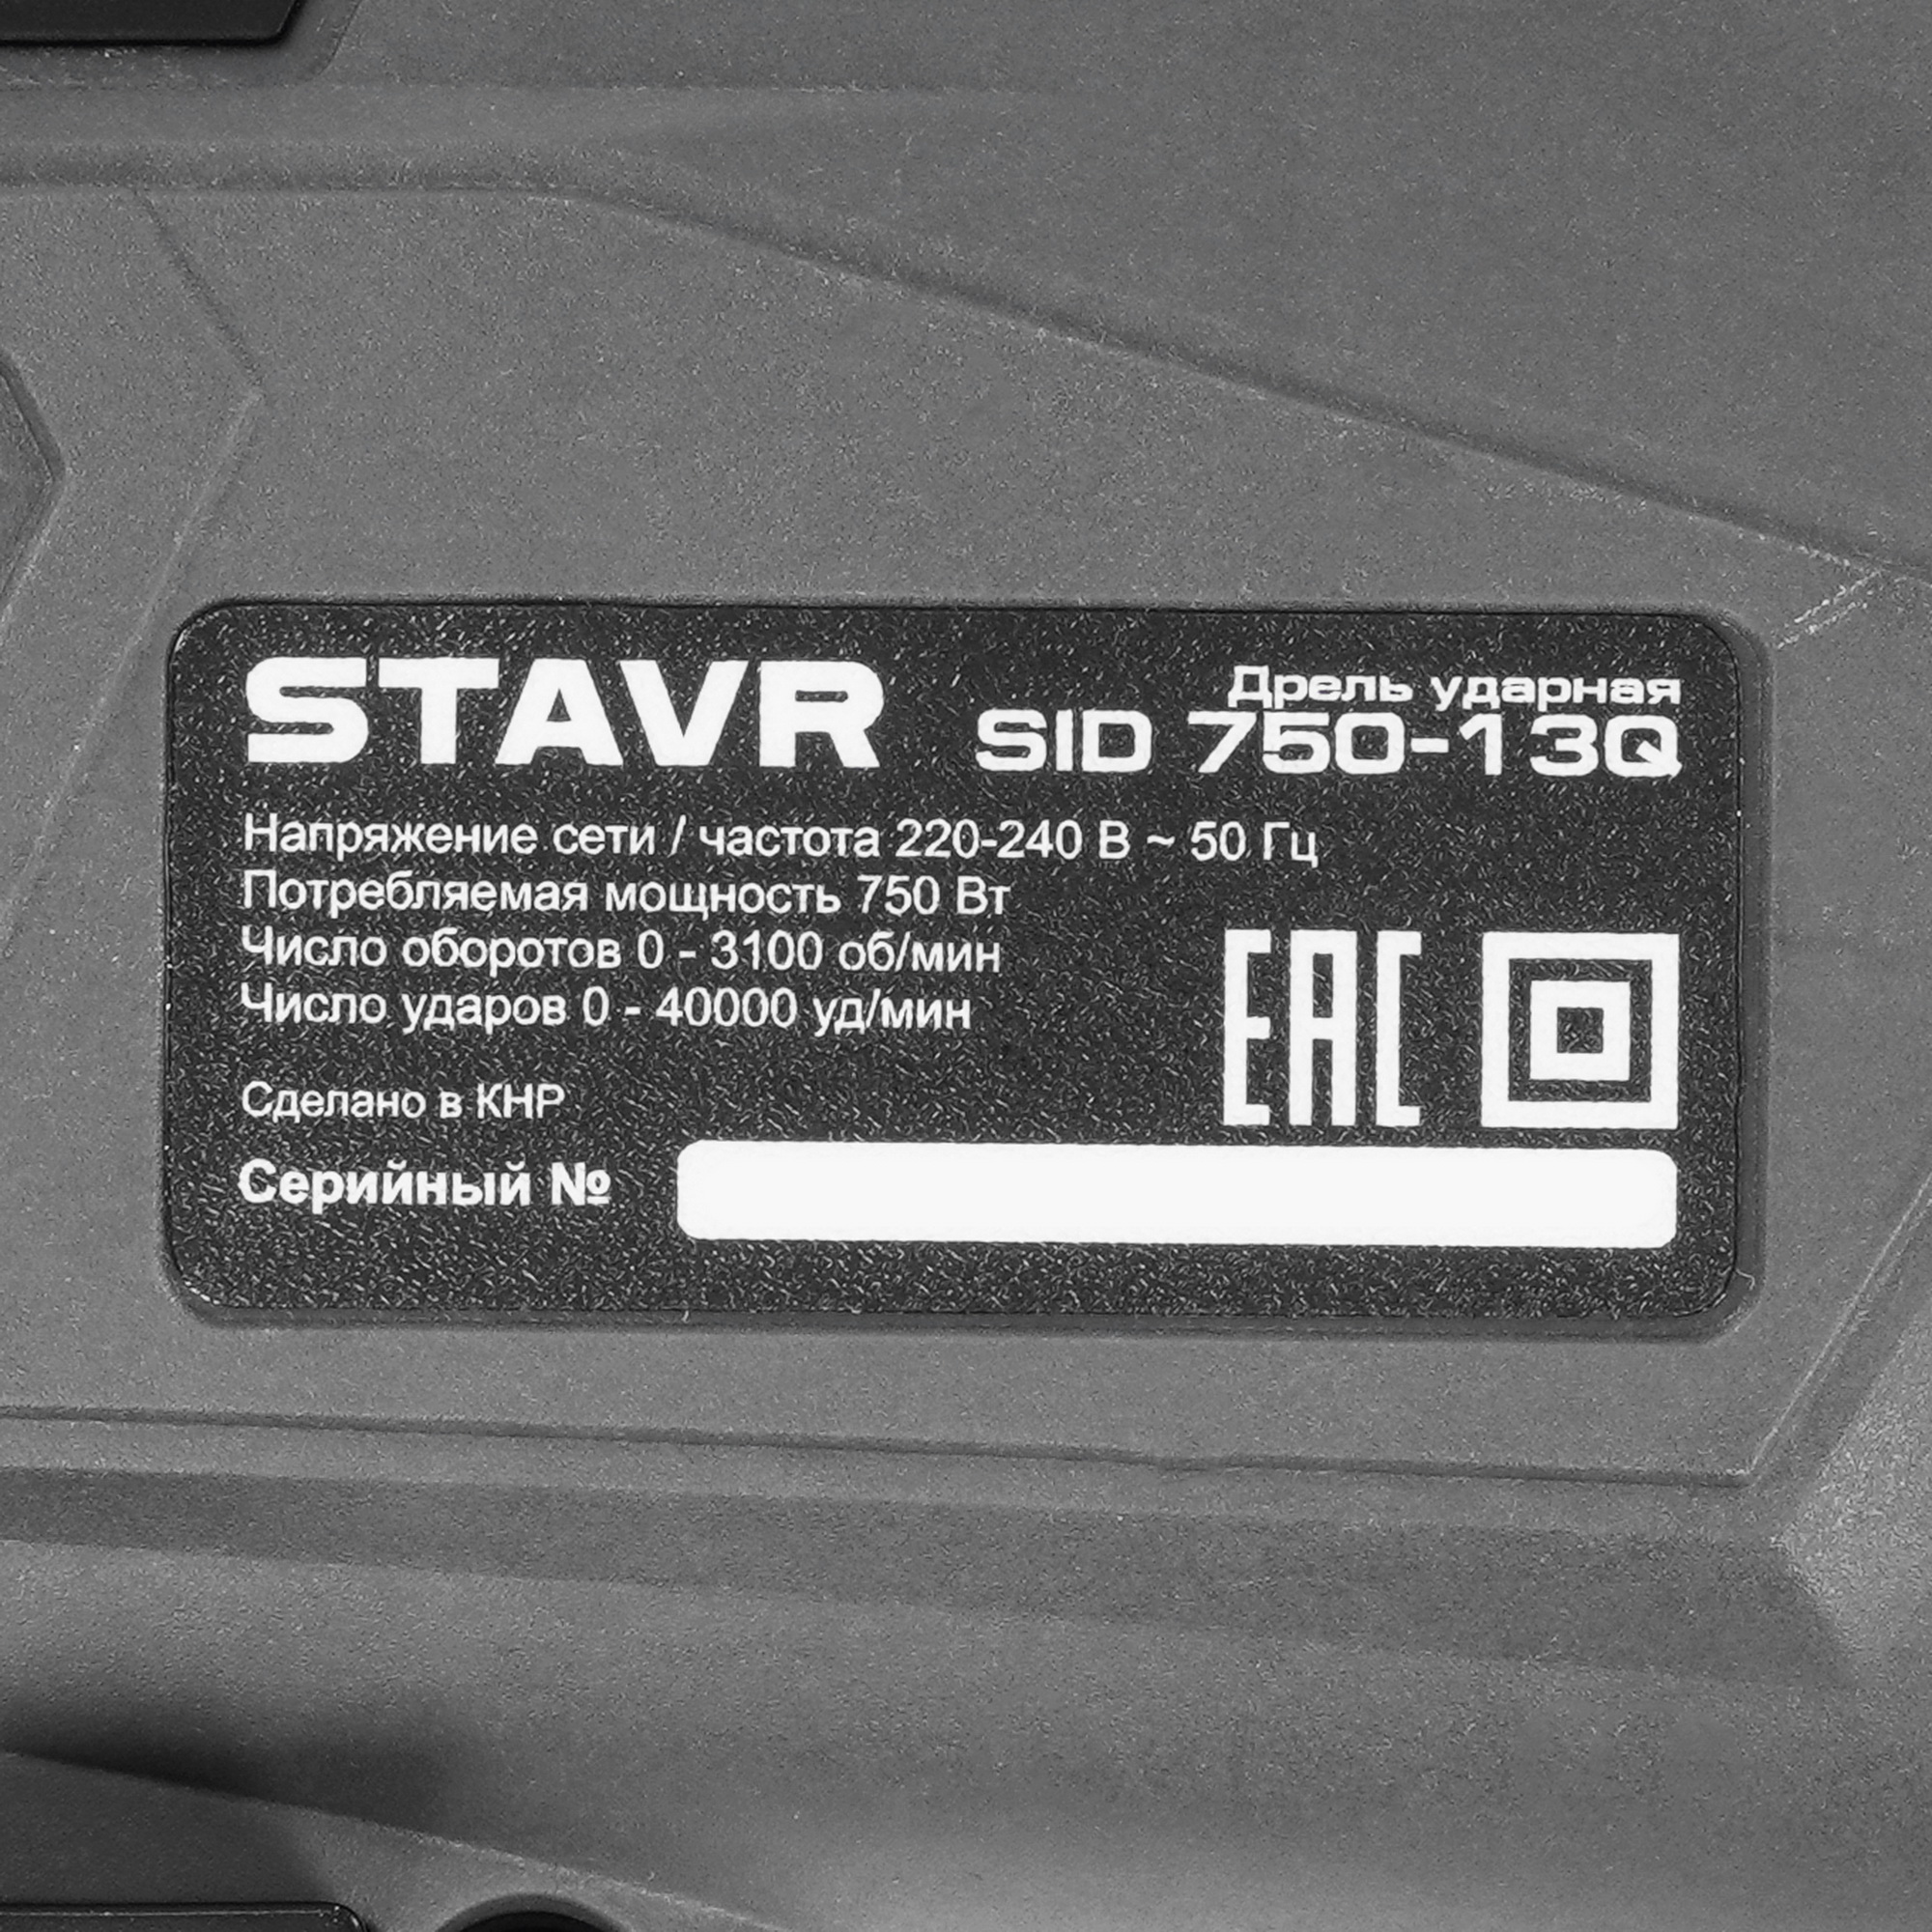 STAVR
Дрель ударная
SID 750-13Q
Напряжение сети / частота 220-240 В ~ 50 Гц
Потребляемая мощность 750 Вт
Число оборотов 0 - 3100 об/мин
Число ударов 0 - 40000 уд/мин
EAC
Сделано в КНР
Серийный №